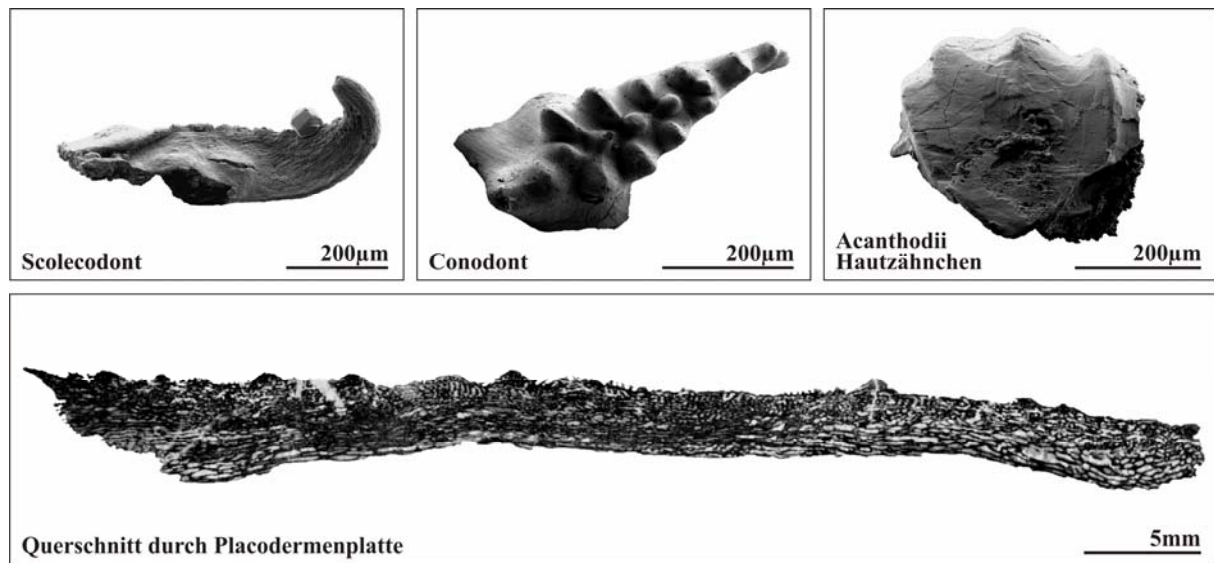 Scolecodont
200µm
Conodont
200µm
Acanthodii
Hautzähnchen
200µm
Querschnitt durch Placodermenplatte
5mm